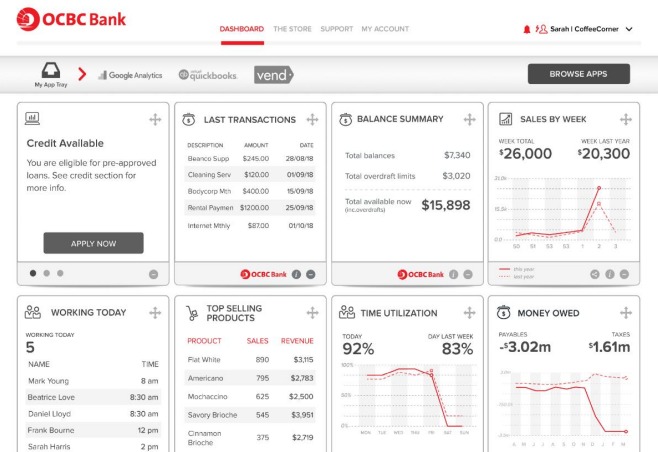 OCBC Bank
DASHBOARD THE STORE SUPPORT MY ACCOUNT
Sarah | CoffeeCorner
My App Tray
Google Analytics
quickbooks.
vend
BROWSE APPS
Credit Available
You are eligible for pre-approved
loans. See credit section for
more info.
APPLY NOW
LAST TRANSACTIONS
DESCRIPTION AMOUNT DATE
Beanco Supp $245.00 28/08/18
Cleaning Serv $120.00 01/09/18
Bodycorp Mth $400.00 15/09/18
Rental Paymen $1200.00 25/09/18
Internet Mthly $87.00 01/10/18
OCBC Bank
BALANCE SUMMARY
Total balances $7,340
Total overdraft limits $3,020
Total available now $15,898
(inc.overdrafts)
OCBC Bank
SALES BY WEEK
WEEK TOTAL WEEK LAST YEAR
$26,000 $20,300
0.0
50 51 53 53 1 2 3
this year
last year
WORKING TODAY
WORKING TODAY
5
NAME TIME
Mark Young 8 am
Beatrice Love 8:30 am
Daniel Lloyd 8:30 am
Frank Bourne 12 pm
Sarah Harris 2 pm
TOP SELLING
PRODUCTS
PRODUCT SALES REVENUE
Flat White 890 $3,115
Americano 795 $2,783
Mochaccino 625 $2,500
Savory Brioche 545 $3,951
Cinnamon
Brioche 375 $2,719
TIME UTILIZATION
TODAY DAY LAST WEEK
92% 83%
100%
0%
MON TUE WED THU FRI SAT SUN
MONEY OWED
PAYABLES TAXES
-$3.02m $1.61m